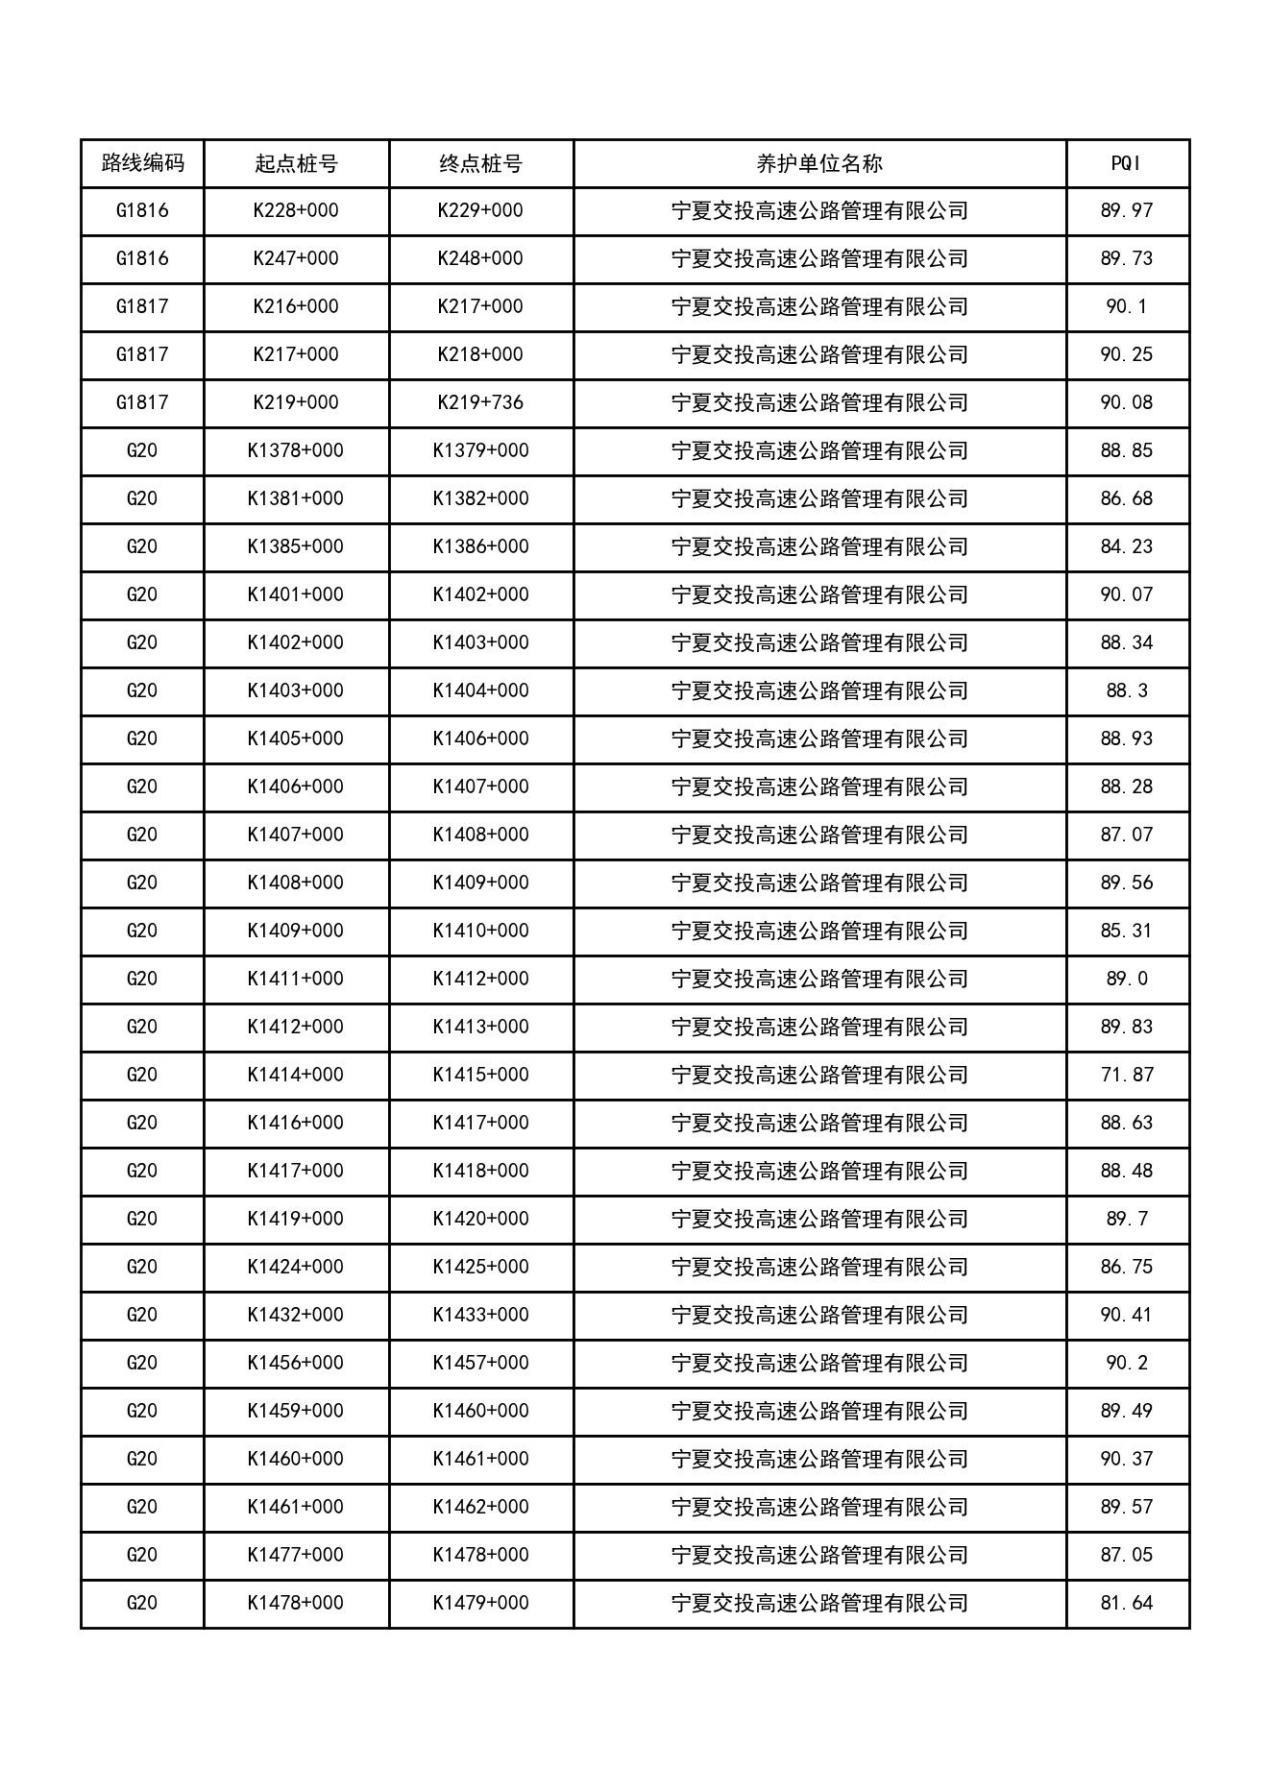 路线编码 起点桩号 终点桩号 养护单位名称 PQI
G1816 K228+000 K229+000 宁夏交投高速公路管理有限公司 89.97
G1816 K247+000 K248+000 宁夏交投高速公路管理有限公司 89.73
G1817 K216+000 K217+000 宁夏交投高速公路管理有限公司 90.1
G1817 K217+000 K218+000 宁夏交投高速公路管理有限公司 90.25
G1817 K219+000 K219+736 宁夏交投高速公路管理有限公司 90.08
G20 K1378+000 K1379+000 宁夏交投高速公路管理有限公司 88.85
G20 K1381+000 K1382+000 宁夏交投高速公路管理有限公司 86.68
G20 K1385+000 K1386+000 宁夏交投高速公路管理有限公司 84.23
G20 K1401+000 K1402+000 宁夏交投高速公路管理有限公司 90.07
G20 K1402+000 K1403+000 宁夏交投高速公路管理有限公司 88.34
G20 K1403+000 K1404+000 宁夏交投高速公路管理有限公司 88.3
G20 K1405+000 K1406+000 宁夏交投高速公路管理有限公司 88.93
G20 K1406+000 K1407+000 宁夏交投高速公路管理有限公司 88.28
G20 K1407+000 K1408+000 宁夏交投高速公路管理有限公司 87.07
G20 K1408+000 K1409+000 宁夏交投高速公路管理有限公司 89.56
G20 K1409+000 K1410+000 宁夏交投高速公路管理有限公司 85.31
G20 K1411+000 K1412+000 宁夏交投高速公路管理有限公司 89.0
G20 K1412+000 K1413+000 宁夏交投高速公路管理有限公司 89.83
G20 K1414+000 K1415+000 宁夏交投高速公路管理有限公司 71.87
G20 K1416+000 K1417+000 宁夏交投高速公路管理有限公司 88.63
G20 K1417+000 K1418+000 宁夏交投高速公路管理有限公司 88.48
G20 K1419+000 K1420+000 宁夏交投高速公路管理有限公司 89.7
G20 K1424+000 K1425+000 宁夏交投高速公路管理有限公司 86.75
G20 K1432+000 K1433+000 宁夏交投高速公路管理有限公司 90.41
G20 K1456+000 K1457+000 宁夏交投高速公路管理有限公司 90.2
G20 K1459+000 K1460+000 宁夏交投高速公路管理有限公司 89.49
G20 K1460+000 K1461+000 宁夏交投高速公路管理有限公司 90.37
G20 K1461+000 K1462+000 宁夏交投高速公路管理有限公司 89.57
G20 K1477+000 K1478+000 宁夏交投高速公路管理有限公司 87.05
G20 K1478+000 K1479+000 宁夏交投高速公路管理有限公司 81.64